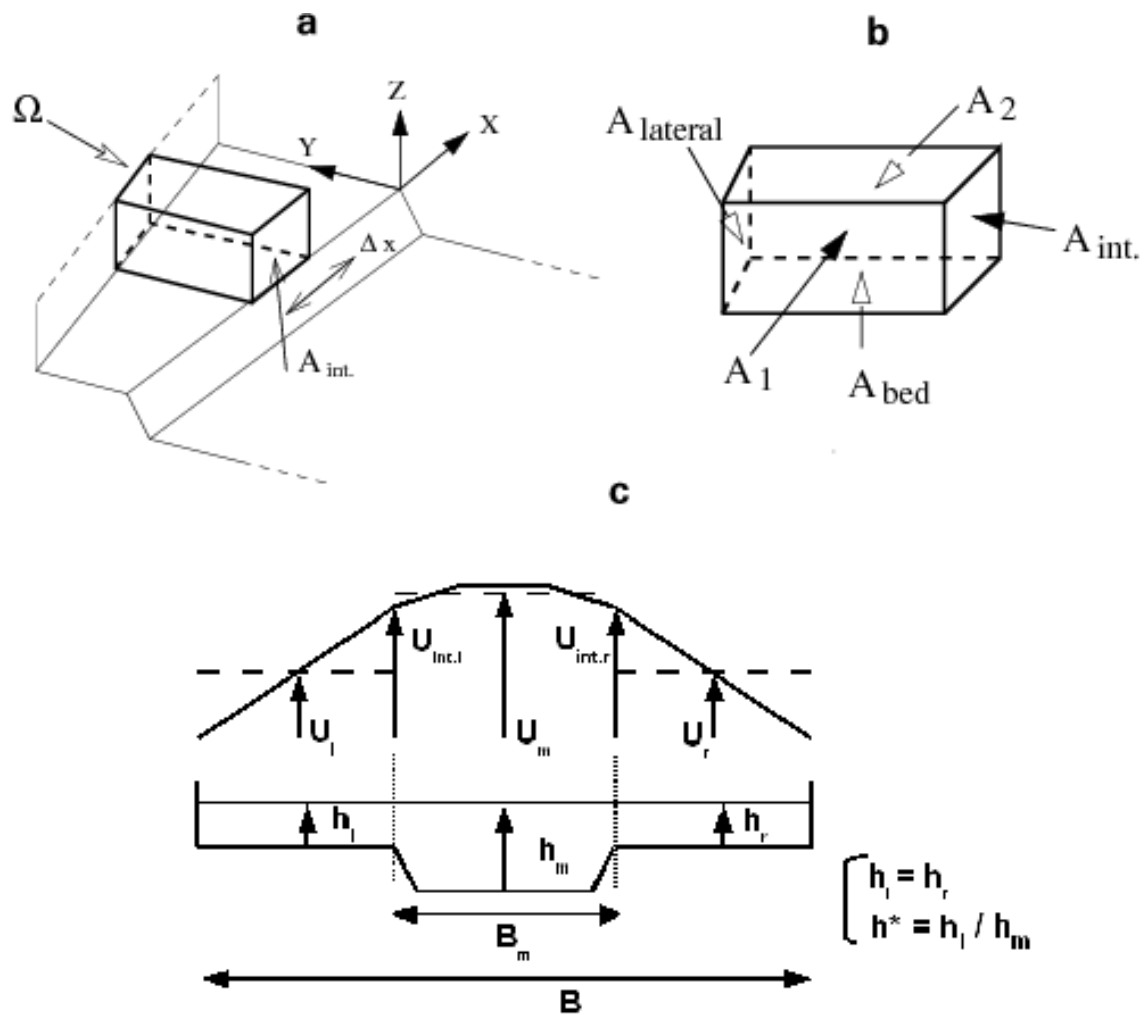 a
Ω
Z
X
Y
Δ x
A int.
b
A lateral
A 2
A int.
A 1
A bed
c
U int.l
U int.r
U l
U m
U r
h l
h m
h r
B m
B
h l = h r
h* = h l / h m